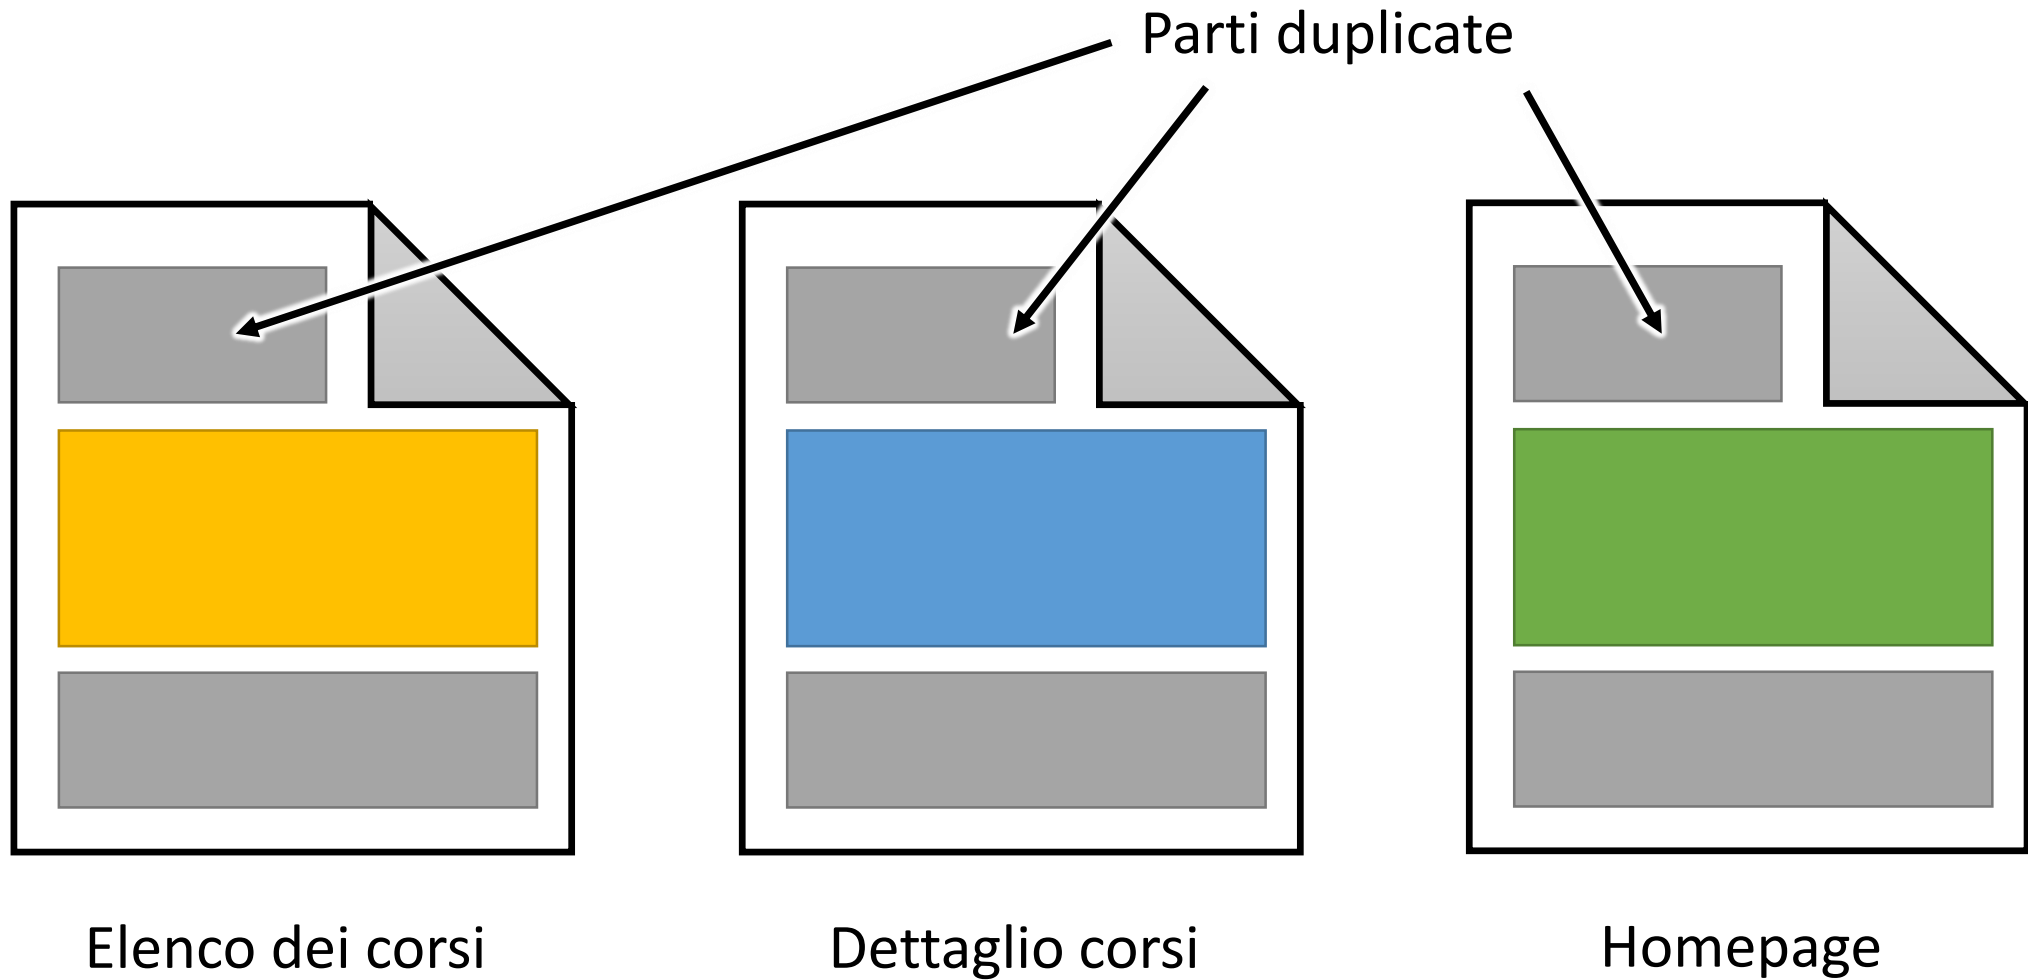 Parti duplicate
Elenco dei corsi
Dettaglio corsi
Homepage